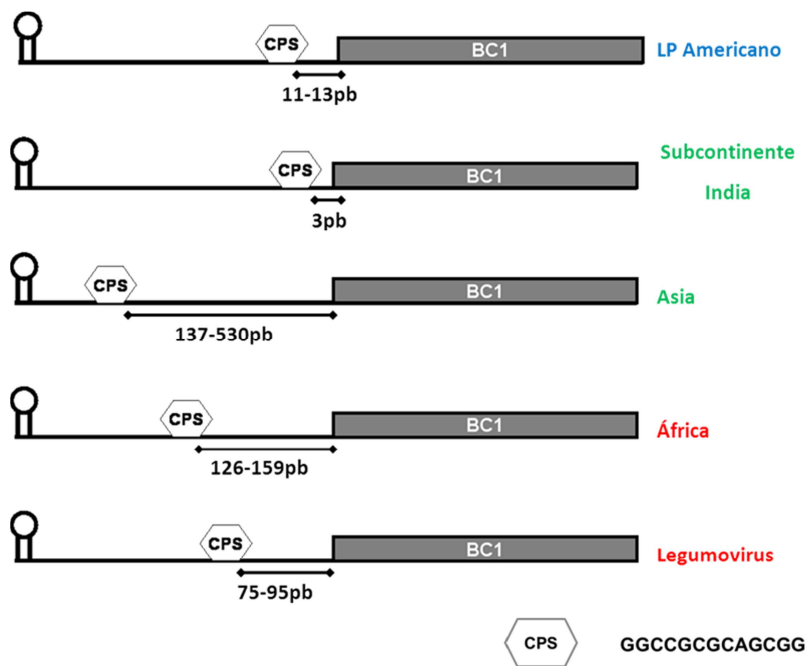 CPS
BC1
LP Americano
11-13pb
CPS
BC1
Subcontinente
India
3pb
CPS
BC1
Asia
137-530pb
CPS
BC1
África
126-159pb
CPS
BC1
Legumovirus
75-95pb
CPS
GGCCGCGCAGCGG